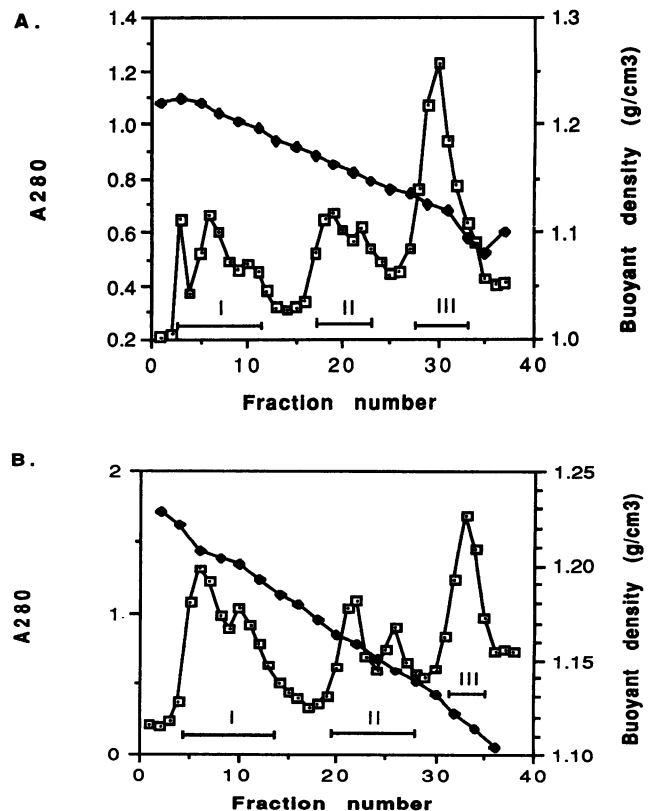 A.
1.4
1.2
1.0
0.8
0.6
0.4
0.2
A280
1.3
1.2
1.1
1.0
Buoyant density (g/cm3)
I
II
III
0 10 20 30 40
Fraction number
B.
2
1
0
A280
1.25
1.20
1.15
1.10
Buoyant density (g/cm3)
I
II
III
0 10 20 30 40
Fraction number